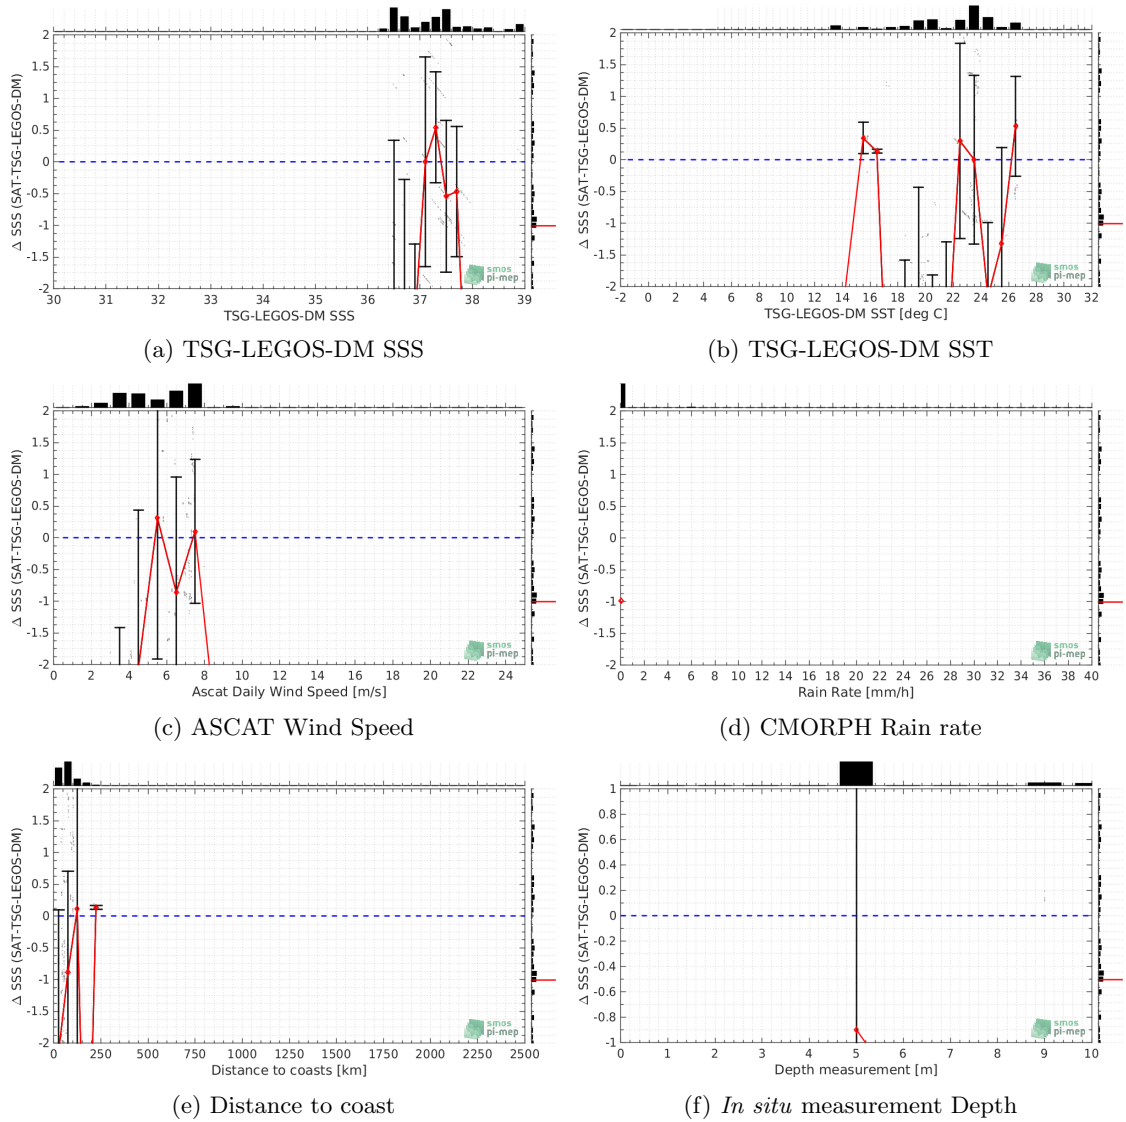 2
1.5
1
0.5
0
-0.5
-1
-1.5
-2
Δ SSS (SAT-TSG-LEGOS-DM)
30 31 32 33 34 35 36 37 38 39
TSG-LEGOS-DM SSS
smos
pi-mep
(a) TSG-LEGOS-DM SSS
2
1.5
1
0.5
0
-0.5
-1
-1.5
-2
Δ SSS (SAT-TSG-LEGOS-DM)
-2 0 2 4 6 8 10 12 14 16 18 20 22 24 26 28 30 32
TSG-LEGOS-DM SST [deg C]
smos
pi-mep
(b) TSG-LEGOS-DM SST
2
1.5
1
0.5
0
-0.5
-1
-1.5
-2
Δ SSS (SAT-TSG-LEGOS-DM)
0 2 4 6 8 10 12 14 16 18 20 22 24
Ascat Daily Wind Speed [m/s]
smos
pi-mep
(c) ASCAT Wind Speed
2
1.5
1
0.5
0
-0.5
-1
-1.5
-2
Δ SSS (SAT-TSG-LEGOS-DM)
0 2 4 6 8 10 12 14 16 18 20 22 24 26 28 30 32 34 36 38 40
Rain Rate [mm/h]
smos
pi-mep
(d) CMORPH Rain rate
2
1.5
1
0.5
0
-0.5
-1
-1.5
-2
Δ SSS (SAT-TSG-LEGOS-DM)
0 250 500 750 1000 1250 1500 1750 2000 2250 2500
Distance to coasts [km]
smos
pi-mep
(e) Distance to coast
1
0.8
0.6
0.4
0.2
0
-0.2
-0.4
-0.6
-0.8
-1
Δ SSS (SAT-TSG-LEGOS-DM)
0 1 2 3 4 5 6 7 8 9 10
Depth measurement [m]
smos
pi-mep
(f) In situ measurement Depth